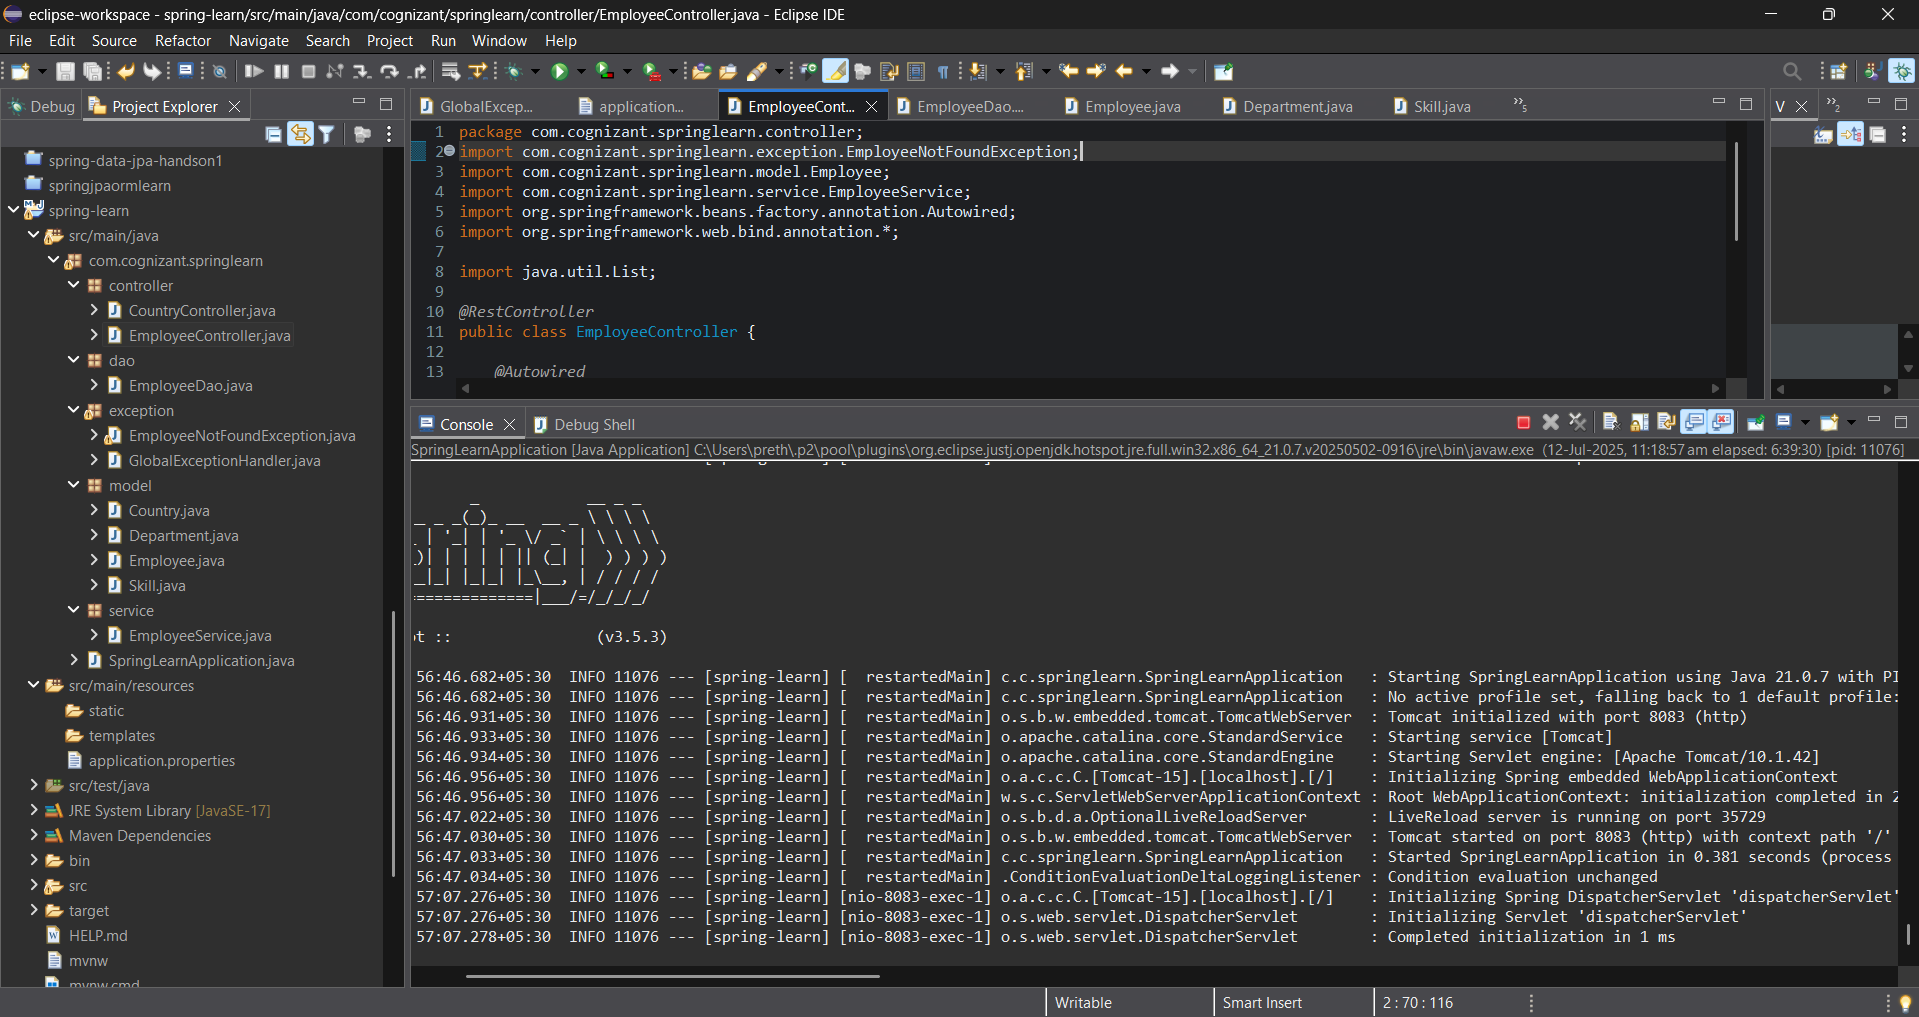 eclipse-workspace - spring-learn/src/main/java/com/cognizant/springlearn/controller/EmployeeController.java - Eclipse IDE
File Edit Source Refactor Navigate Search Project Run Window Help
Debug Project Explorer
spring-data-jpa-handson1
springjpaormlearn
spring-learn
src/main/java
com.cognizant.springlearn
controller
CountryController.java
EmployeeController.java
dao
EmployeeDao.java
exception
EmployeeNotFoundException.java
GlobalExceptionHandler.java
model
Country.java
Department.java
Employee.java
Skill.java
service
EmployeeService.java
SpringLearnApplication.java
src/main/resources
static
templates
application.properties
src/test/java
JRE System Library [JavaSE-17]
Maven Dependencies
bin
src
target
HELP.md
mvnw
mvnw.cmd
GlobalExcep... application... EmployeeCont... EmployeeDao.... Employee.java Department.java Skill.java »5
V »2
1 package com.cognizant.springlearn.controller;
2 import com.cognizant.springlearn.exception.EmployeeNotFoundException;
3 import com.cognizant.springlearn.model.Employee;
4 import com.cognizant.springlearn.service.EmployeeService;
5 import org.springframework.beans.factory.annotation.Autowired;
6 import org.springframework.web.bind.annotation.*;
7
8 import java.util.List;
9
10 @RestController
11 public class EmployeeController {
12
13 @Autowired
Console Debug Shell
SpringLearnApplication [Java Application] C:\Users\preth\.p2\pool\plugins\org.eclipse.justj.openjdk.hotspot.jre.full.win32.x86_64_21.0.7.v20250502-0916\jre\bin\javaw.exe (12-Jul-2025, 11:18:57 am elapsed: 6:39:30) [pid: 11076]
ot :: (v3.5.3)
56:46.682+05:30 INFO 11076 --- [spring-learn] [ restartedMain] c.c.springlearn.SpringLearnApplication : Starting SpringLearnApplication using Java 21.0.7 with PI
56:46.682+05:30 INFO 11076 --- [spring-learn] [ restartedMain] c.c.springlearn.SpringLearnApplication : No active profile set, falling back to 1 default profile:
56:46.931+05:30 INFO 11076 --- [spring-learn] [ restartedMain] o.s.b.w.embedded.tomcat.TomcatWebServer : Tomcat initialized with port 8083 (http)
56:46.933+05:30 INFO 11076 --- [spring-learn] [ restartedMain] o.apache.catalina.core.StandardService : Starting service [Tomcat]
56:46.934+05:30 INFO 11076 --- [spring-learn] [ restartedMain] o.apache.catalina.core.StandardEngine : Starting Servlet engine: [Apache Tomcat/10.1.42]
56:46.956+05:30 INFO 11076 --- [spring-learn] [ restartedMain] o.a.c.c.C.[Tomcat-15].[localhost].[/] : Initializing Spring embedded WebApplicationContext
56:46.956+05:30 INFO 11076 --- [spring-learn] [ restartedMain] w.s.c.ServletWebServerApplicationContext : Root WebApplicationContext: initialization completed in 2
56:47.022+05:30 INFO 11076 --- [spring-learn] [ restartedMain] o.s.b.d.a.OptionalLiveReloadServer : LiveReload server is running on port 35729
56:47.030+05:30 INFO 11076 --- [spring-learn] [ restartedMain] o.s.b.w.embedded.tomcat.TomcatWebServer : Tomcat started on port 8083 (http) with context path '/'
56:47.033+05:30 INFO 11076 --- [spring-learn] [ restartedMain] c.c.springlearn.SpringLearnApplication : Started SpringLearnApplication in 0.381 seconds (process
56:47.034+05:30 INFO 11076 --- [spring-learn] [ restartedMain] .ConditionEvaluationDeltaLoggingListener : Condition evaluation unchanged
57:07.276+05:30 INFO 11076 --- [spring-learn] [nio-8083-exec-1] o.a.c.c.C.[Tomcat-15].[localhost].[/] : Initializing Spring DispatcherServlet 'dispatcherServlet'
57:07.276+05:30 INFO 11076 --- [spring-learn] [nio-8083-exec-1] o.s.web.servlet.DispatcherServlet : Initializing Servlet 'dispatcherServlet'
57:07.278+05:30 INFO 11076 --- [spring-learn] [nio-8083-exec-1] o.s.web.servlet.DispatcherServlet : Completed initialization in 1 ms
Writable Smart Insert 2 : 70 : 116